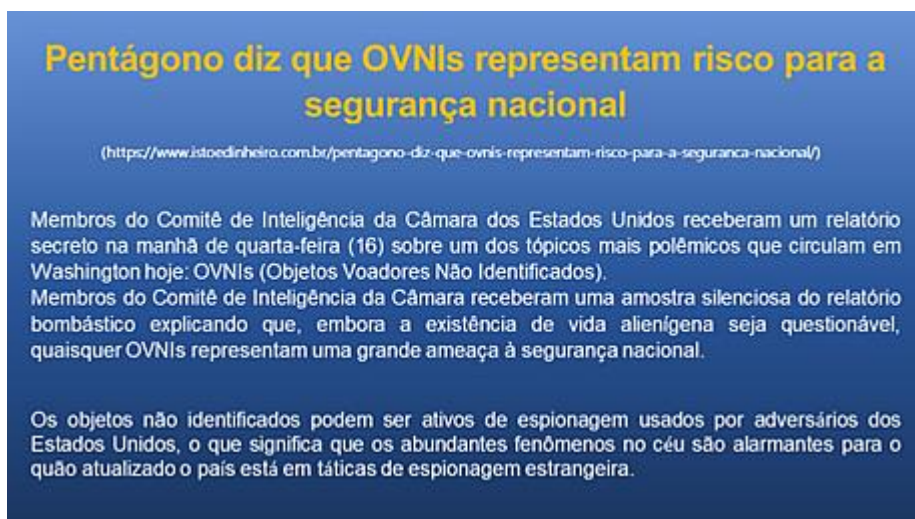 Pentágono diz que OVNIs representam risco para a
segurança nacional
(https://www.istoedinheiro.com.br/pentagono-diz-que-ovnis-representam-risco-para-a-seguranca-nacional/)
Membros do Comitê de Inteligência da Câmara dos Estados Unidos receberam um relatório
secreto na manhã de quarta-feira (16) sobre um dos tópicos mais polêmicos que circulam em
Washington hoje: OVNIs (Objetos Voadores Não Identificados).
Membros do Comitê de Inteligência da Câmara receberam uma amostra silenciosa do relatório
bombástico explicando que, embora a existência de vida alienígena seja questionável,
quaisquer OVNIs representam uma grande ameaça à segurança nacional.
Os objetos não identificados podem ser ativos de espionagem usados por adversários dos
Estados Unidos, o que significa que os abundantes fenômenos no céu são alarmantes para o
quão atualizado o país está em táticas de espionagem estrangeira.